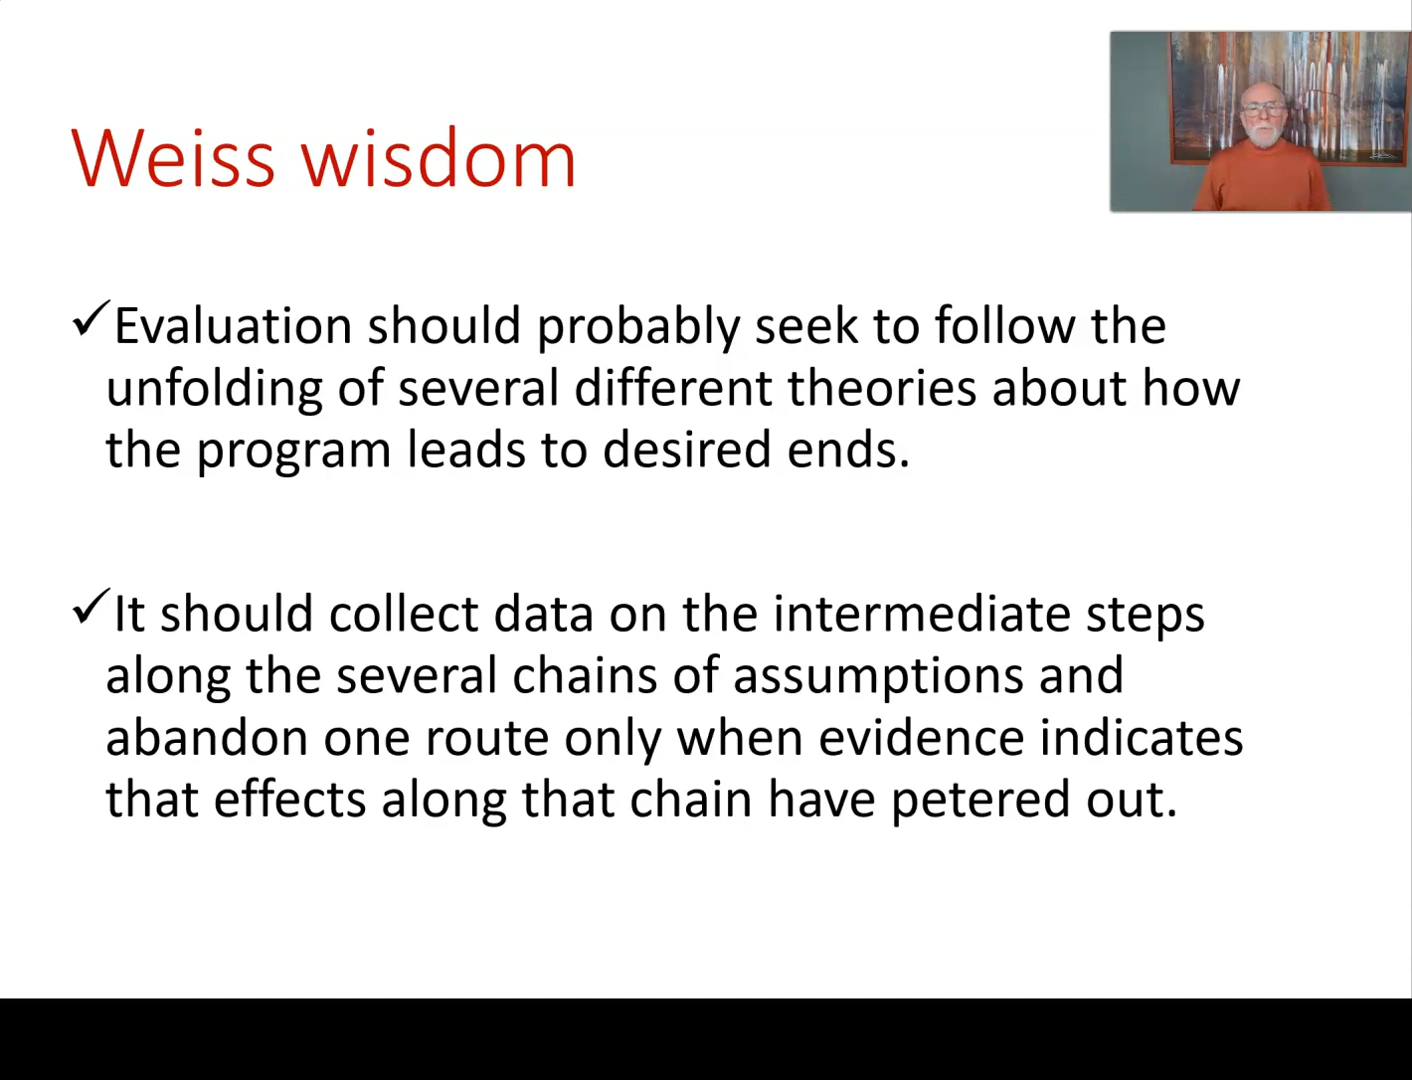 Weiss wisdom
✓Evaluation should probably seek to follow the
unfolding of several different theories about how
the program leads to desired ends.
✓It should collect data on the intermediate steps
along the several chains of assumptions and
abandon one route only when evidence indicates
that effects along that chain have petered out.